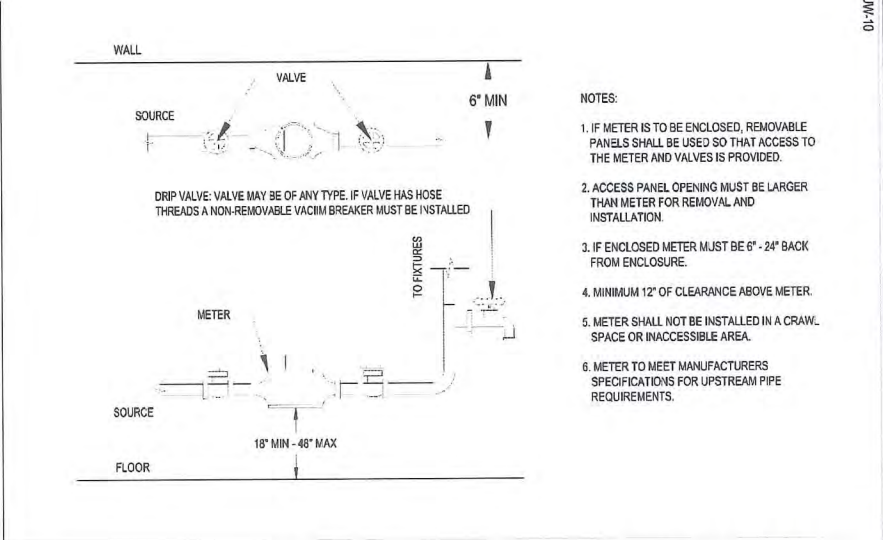 JW-10
WALL
VALVE
6" MIN
SOURCE
DRIP VALVE: VALVE MAY BE OF ANY TYPE. IF VALVE HAS HOSE
THREADS A NON-REMOVABLE VACIIM BREAKER MUST BE INSTALLED
TO FIXTURES
METER
SOURCE
18" MIN - 48" MAX
FLOOR
NOTES:
1. IF METER IS TO BE ENCLOSED, REMOVABLE
PANELS SHALL BE USED SO THAT ACCESS TO
THE METER AND VALVES IS PROVIDED.
2. ACCESS PANEL OPENING MUST BE LARGER
THAN METER FOR REMOVAL AND
INSTALLATION.
3. IF ENCLOSED METER MUST BE 6" - 24" BACK
FROM ENCLOSURE.
4. MINIMUM 12" OF CLEARANCE ABOVE METER.
5. METER SHALL NOT BE INSTALLED IN A CRAWL
SPACE OR INACCESSIBLE AREA.
6. METER TO MEET MANUFACTURERS
SPECIFICATIONS FOR UPSTREAM PIPE
REQUIREMENTS.